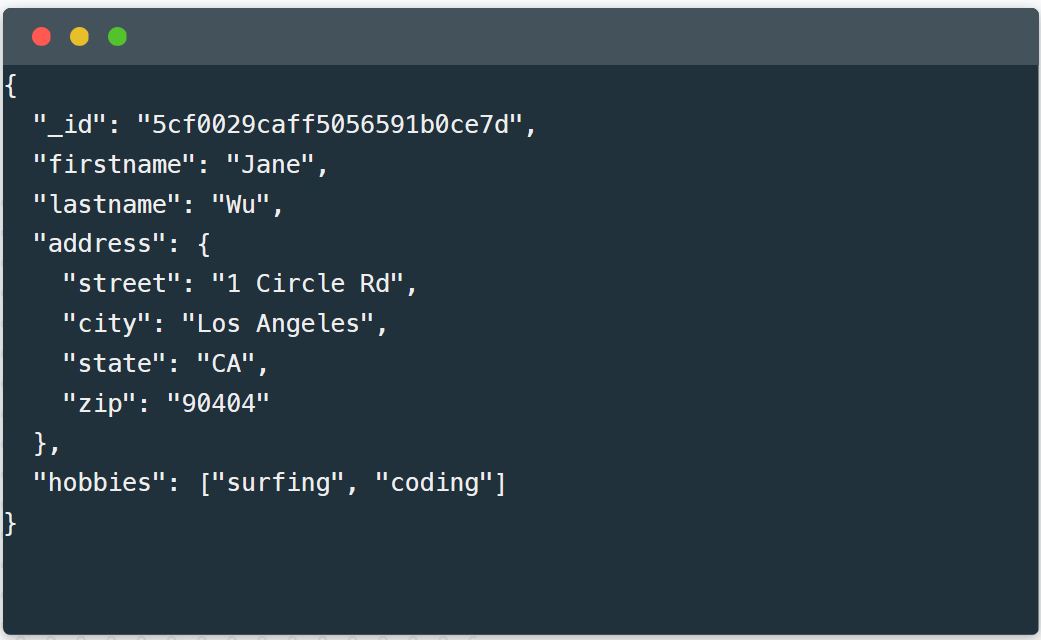 {
  "_id": "5cf0029caff5056591b0ce7d",
  "firstname": "Jane",
  "lastname": "Wu",
  "address": {
    "street": "1 Circle Rd",
    "city": "Los Angeles",
    "state": "CA",
    "zip": "90404"
  },
  "hobbies": ["surfing", "coding"]
}